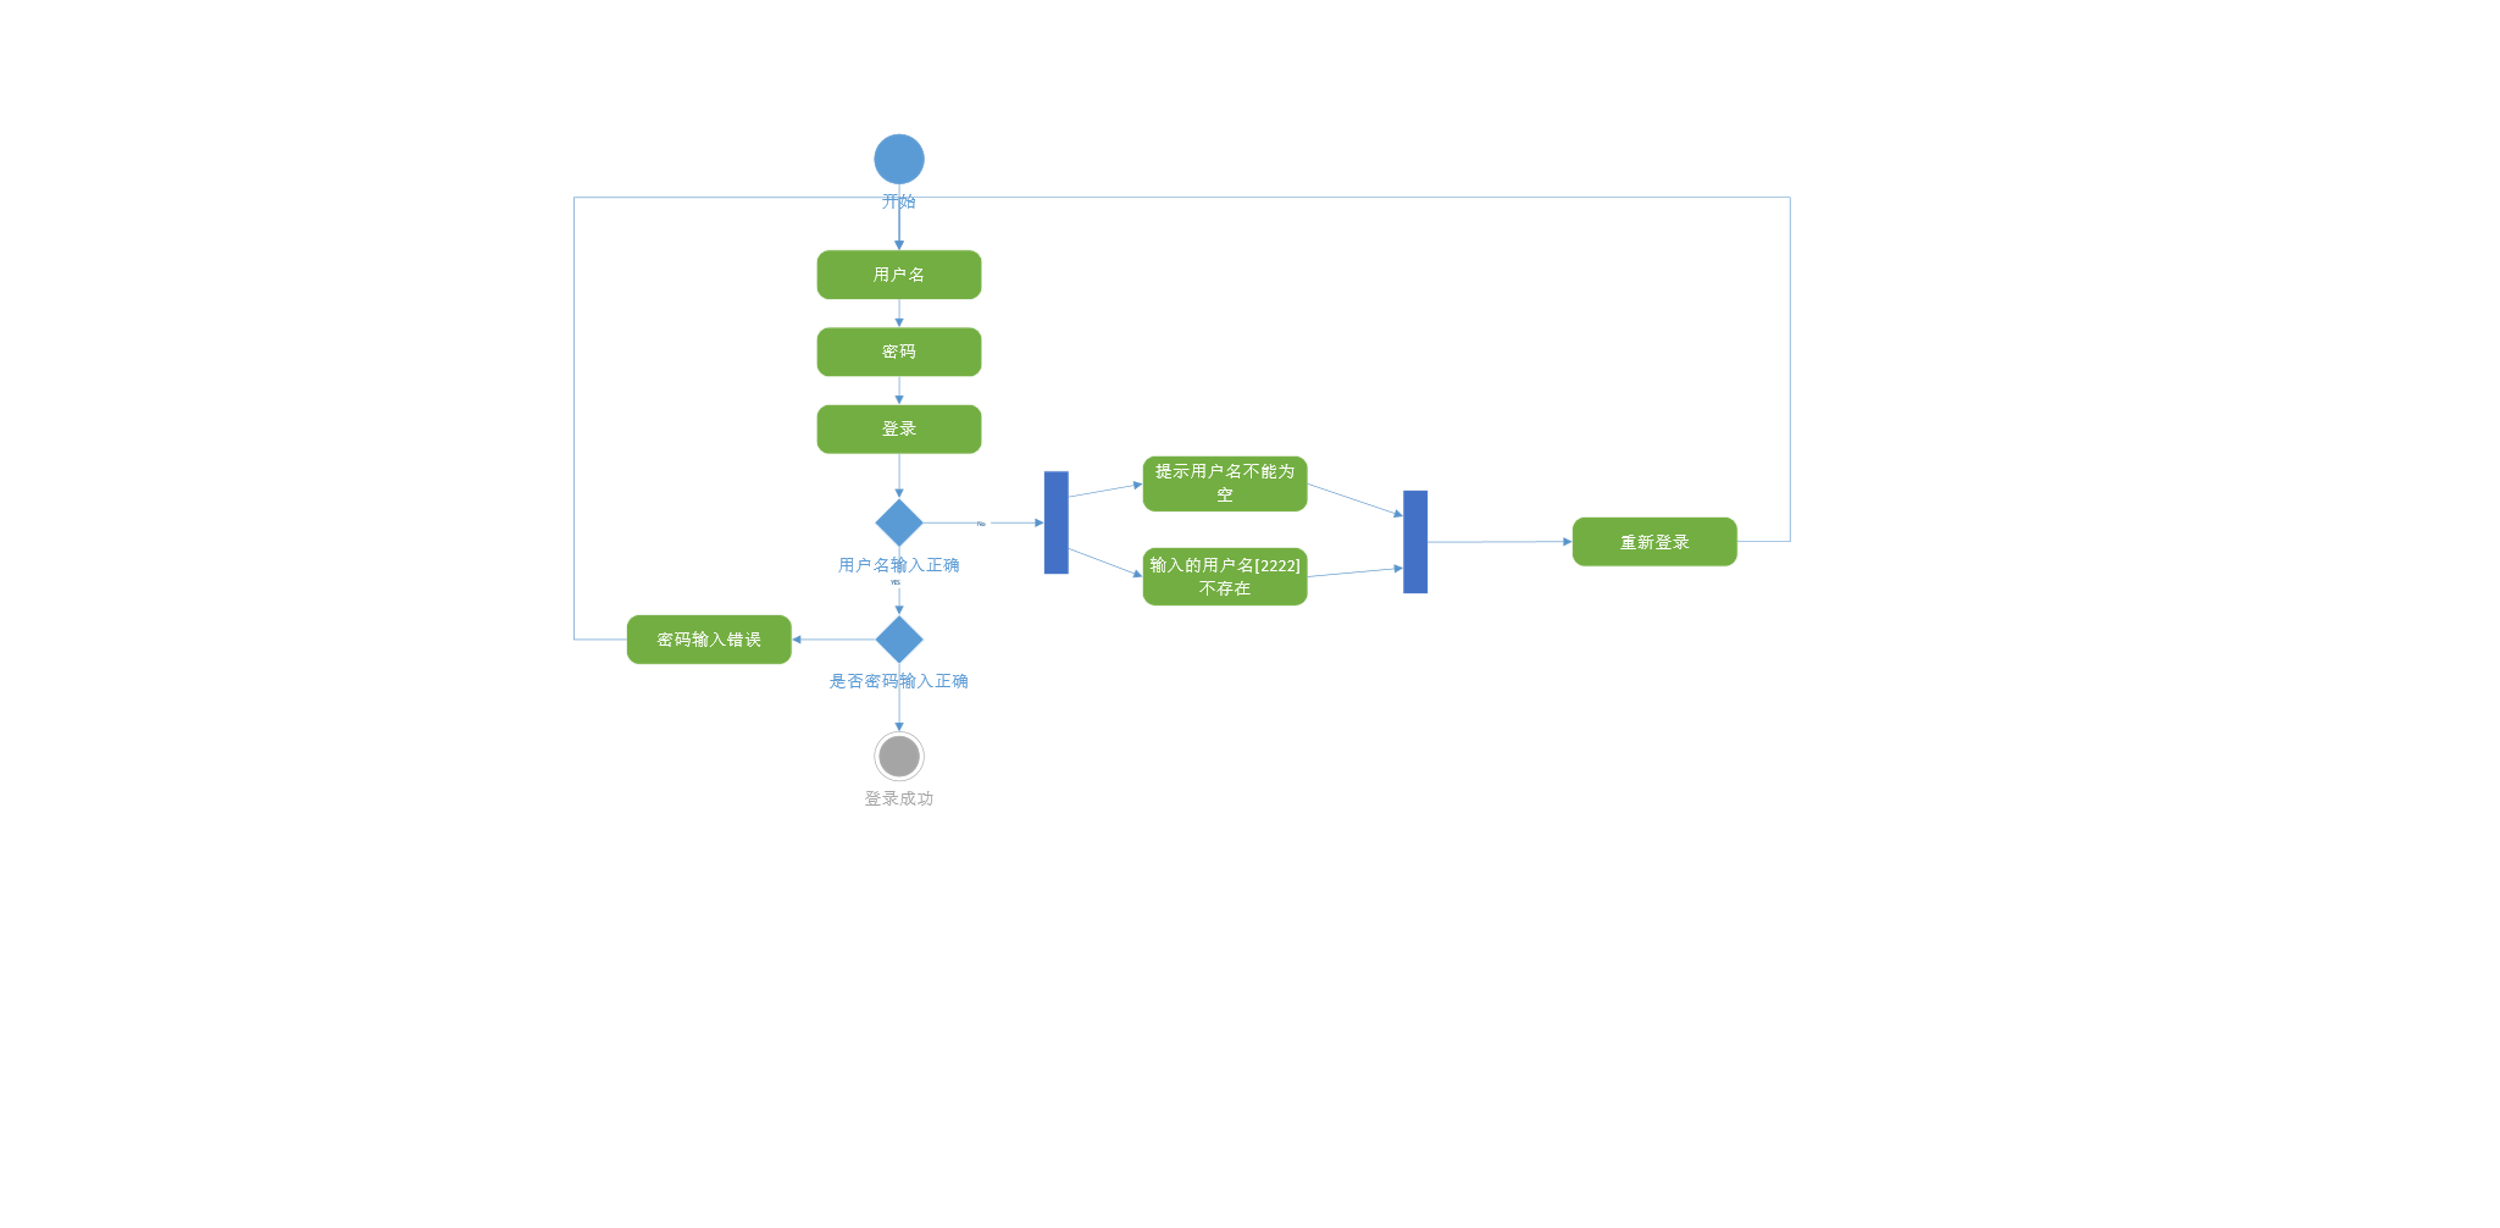 开始
用户名
密码
登录
提示用户名不能为
空
用户名输入正确
YES
输入的用户名[2222]
不存在
重新登录
密码输入错误
是否密码输入正确
登录成功